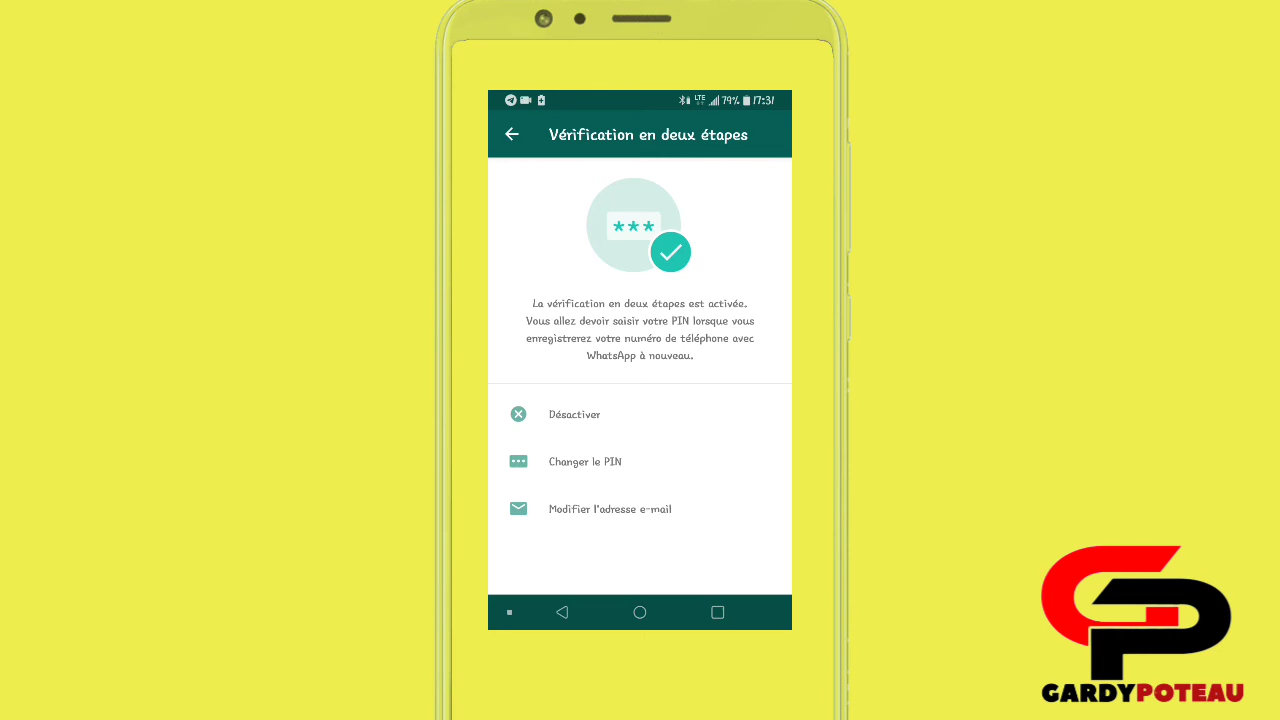 LTE 79% 17:31
Vérification en deux étapes
***
La vérification en deux étapes est activée.
Vous allez devoir saisir votre PIN lorsque vous
enregistrerez votre numéro de téléphone avec
WhatsApp à nouveau.
Désactiver
Changer le PIN
Modifier l'adresse e-mail
GP
GARDYPOTEAU